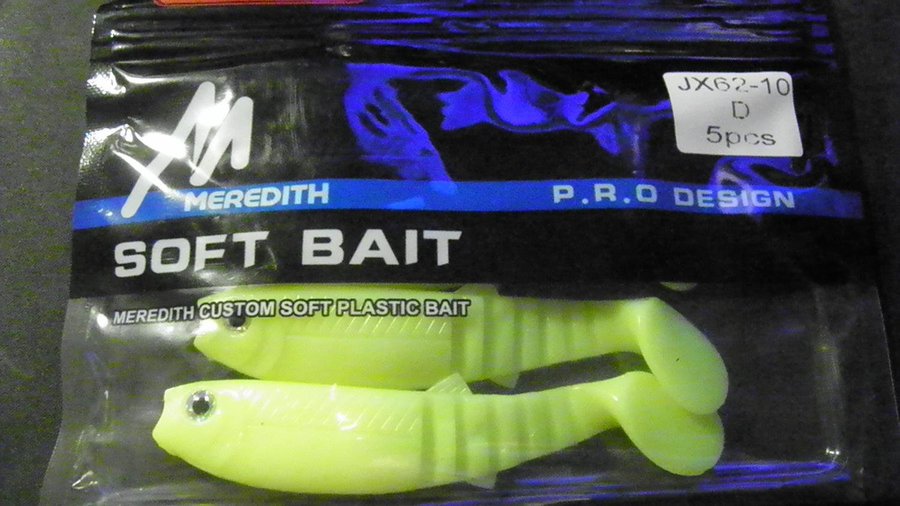 JX62-10
D
5pcs
MEREDITH
P.R.O DESIGN
SOFT BAIT
MEREDITH CUSTOM SOFT PLASTIC BAIT